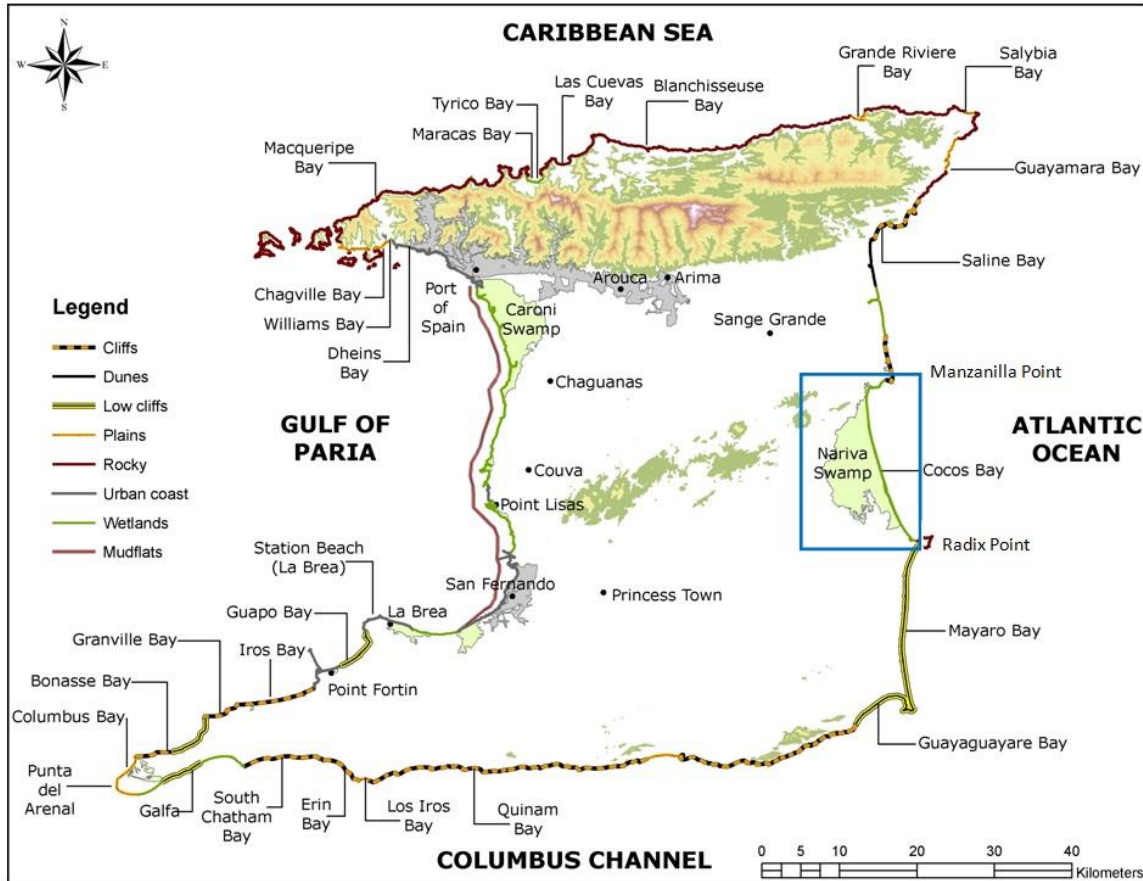 N
W
E
S
CARIBBEAN SEA
Grande Riviere
Bay
Salybia
Bay
Las Cuevas
Bay
Blanchisseuse
Bay
Tyrico Bay
Maracas Bay
Macqueripe
Bay
Guayamara Bay
Saline Bay
Chagville Bay
Williams Bay
Dheins
Bay
Port
of
Spain
Caroni
Swamp
Arouca
Arima
Sange Grande
Legend
Cliffs
Dunes
Low cliffs
Plains
Rocky
Urban coast
Wetlands
Mudflats
Chaguanas
Manzanilla Point
GULF OF
PARIA
ATLANTIC
OCEAN
Couva
Nariva
Swamp
Cocos Bay
Point Lisas
Radix Point
Station Beach
(La Brea)
San Fernando
Princess Town
La Brea
Guapo Bay
Granville Bay
Iros Bay
Mayaro Bay
Bonasse Bay
Point Fortin
Columbus Bay
Guayaguayare Bay
Punta
del
Arenal
Galfa
South
Chatham
Bay
Erin
Bay
Los Iros
Bay
Quinam
Bay
COLUMBUS CHANNEL
0 5 10 20 30 40
Kilometers